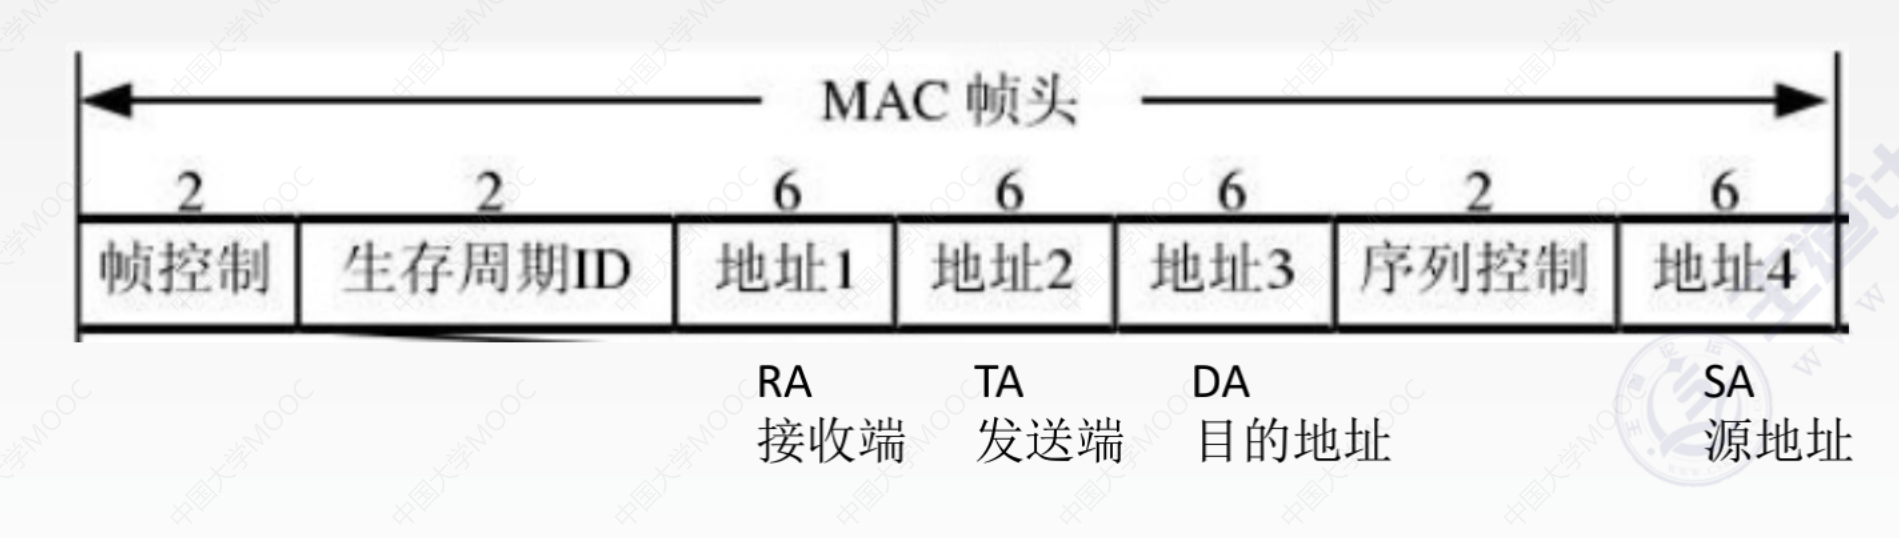 MAC 帧头
2 2 6 6 6 2 6
帧控制 生存周期ID 地址1 地址2 地址3 序列控制 地址4
RA TA DA SA
接收端 发送端 目的地址 源地址
中国大学MOOC
王道计
W W